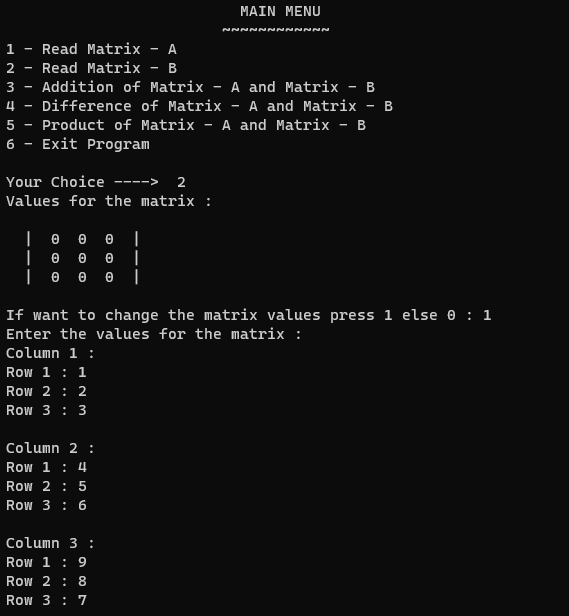 MAIN MENU
~~~~~~~~~~~~
1 - Read Matrix - A
2 - Read Matrix - B
3 - Addition of Matrix - A and Matrix - B
4 - Difference of Matrix - A and Matrix - B
5 - Product of Matrix - A and Matrix - B
6 - Exit Program
Your Choice ---->  2
Values for the matrix :
|  0  0  0  |
|  0  0  0  |
|  0  0  0  |
If want to change the matrix values press 1 else 0 : 1
Enter the values for the matrix :
Column 1 :
Row 1 : 1
Row 2 : 2
Row 3 : 3
Column 2 :
Row 1 : 4
Row 2 : 5
Row 3 : 6
Column 3 :
Row 1 : 9
Row 2 : 8
Row 3 : 7